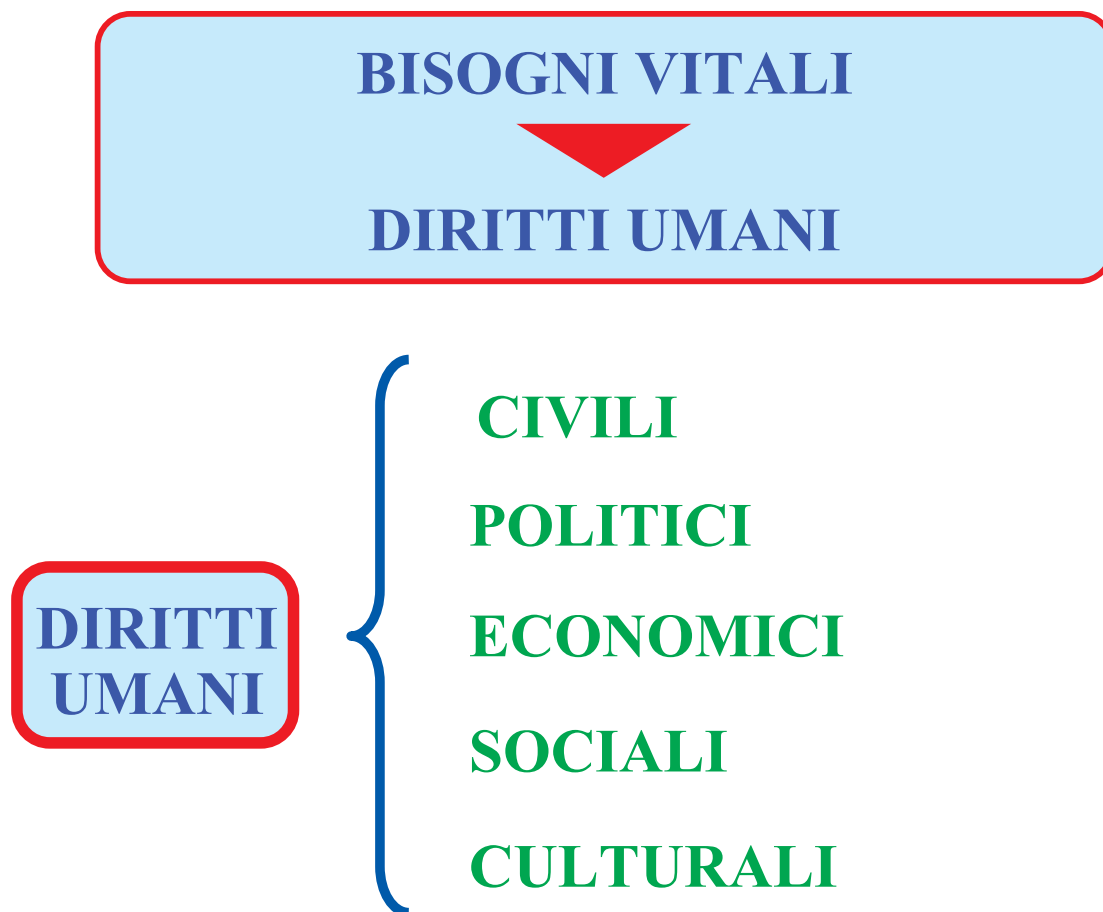 BISOGNI VITALI
DIRITTI UMANI
CIVILI
POLITICI
ECONOMICI
DIRITTI
UMANI
SOCIALI
CULTURALI